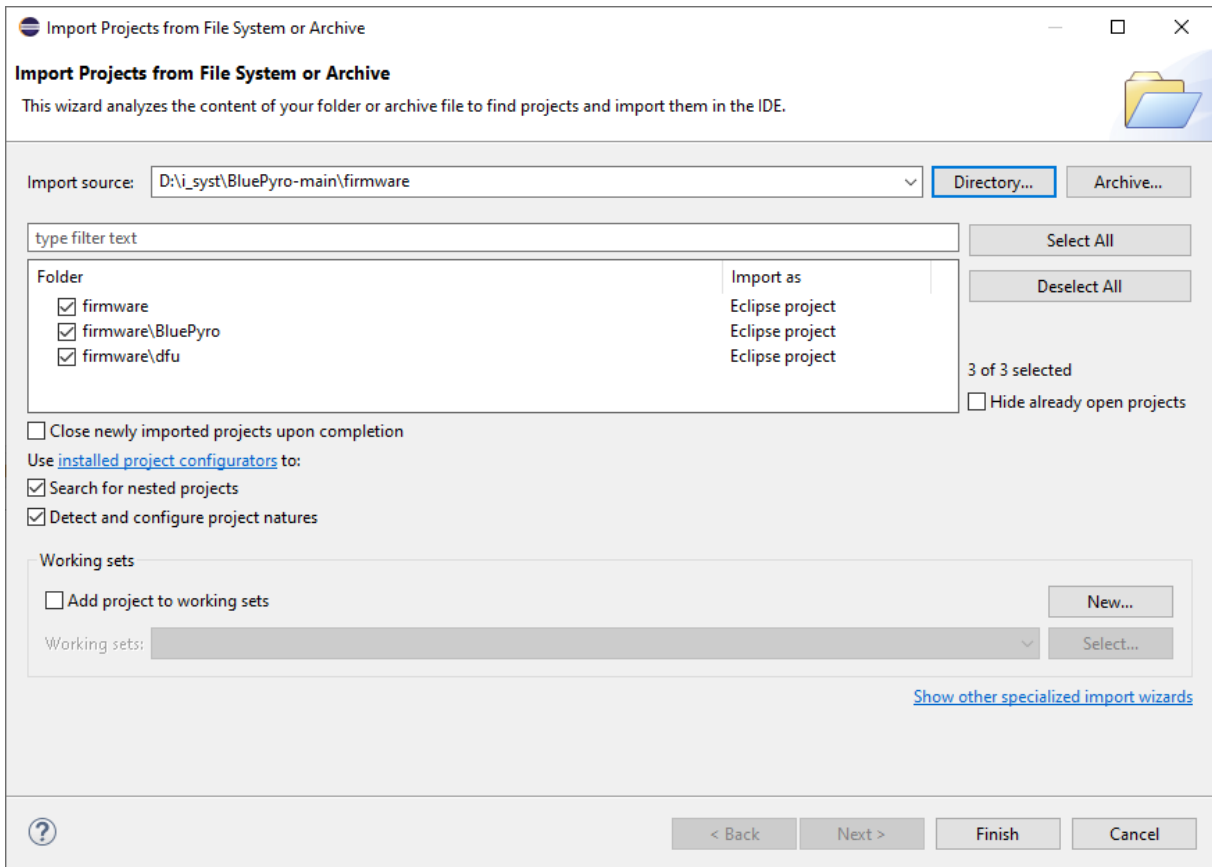 Import Projects from File System or Archive
Import Projects from File System or Archive
This wizard analyzes the content of your folder or archive file to find projects and import them in the IDE.
Import source: D:\i_syst\BluePyro-main\firmware Directory... Archive...
type filter text Select All
Folder Import as Deselect All
firmware Eclipse project
firmware\BluePyro Eclipse project
firmware\dfu Eclipse project
3 of 3 selected
Hide already open projects
Close newly imported projects upon completion
Use installed project configurators to:
Search for nested projects
Detect and configure project natures
Working sets
Add project to working sets New...
Working sets: Select...
Show other specialized import wizards
? < Back Next > Finish Cancel